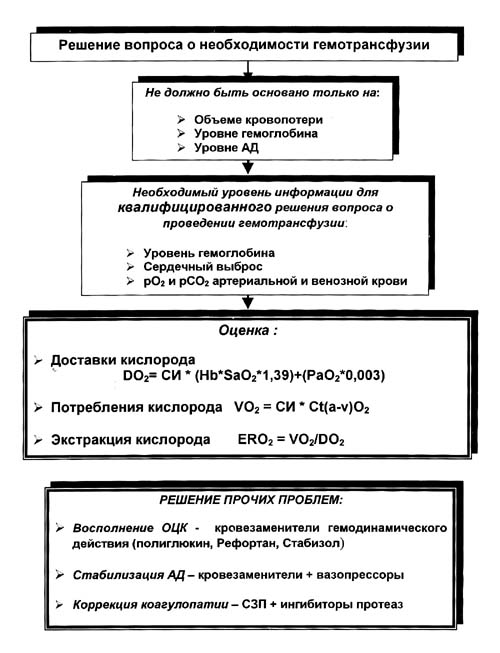 Решение вопроса о необходимости гемотрансфузии
Не должно быть основано только на:
➢ Объеме кровопотери
➢ Уровне гемоглобина
➢ Уровне АД
Необходимый уровень информации для
квалифицированного решения вопроса о
проведении гемотрансфузии:
➢ Уровень гемоглобина
➢ Сердечный выброс
➢ pO₂ и pCO₂ артериальной и венозной крови
Оценка :
➢ Доставки кислорода
DO₂= СИ * (Hb*SaO₂*1,39)+(PaO₂*0,003)
➢ Потребления кислорода VO₂ = СИ * Ct(a-v)O₂
➢ Экстракция кислорода ERO₂ = VO₂/DO₂
РЕШЕНИЕ ПРОЧИХ ПРОБЛЕМ:
➢ Восполнение ОЦК - кровезаменители гемодинамического
действия (полиглюкин, Рефортан, Стабизол)
➢ Стабилизация АД – кровезаменители + вазопрессоры
➢ Коррекция коагулопатии – СЗП + ингибиторы протеаз